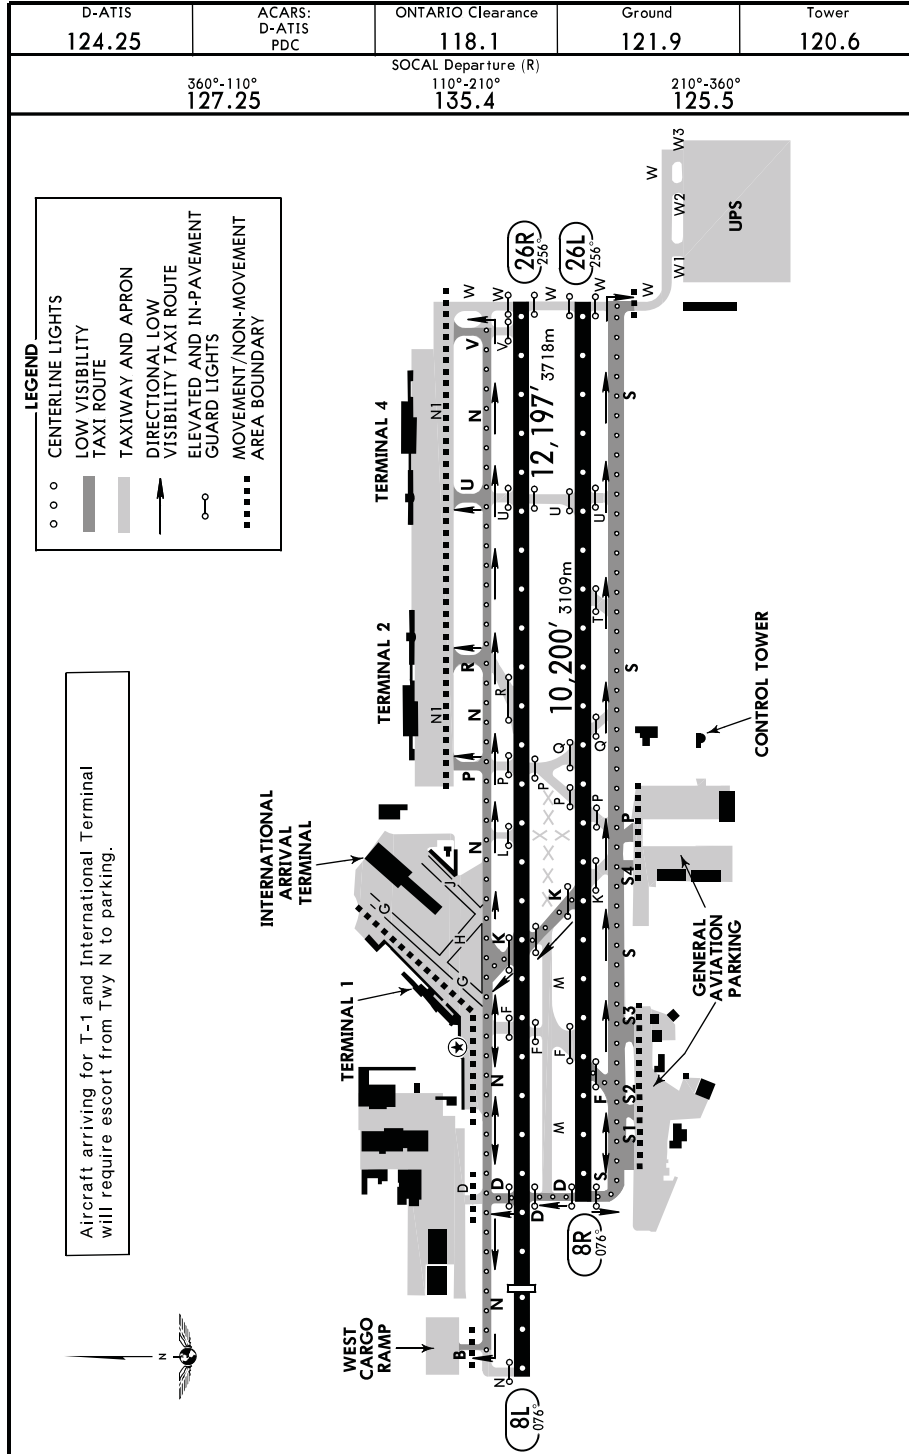 D-ATIS
124.25
ACARS:
D-ATIS
PDC
ONTARIO Clearance
118.1
Ground
121.9
Tower
120.6
SOCAL Departure (R)
360°-110°
127.25
110°-210°
135.4
210°-360°
125.5
LEGEND
CENTERLINE LIGHTS
LOW VISIBILITY
TAXI ROUTE
TAXIWAY AND APRON
DIRECTIONAL LOW
VISIBILITY TAXI ROUTE
ELEVATED AND IN-PAVEMENT
GUARD LIGHTS
MOVEMENT/NON-MOVEMENT
AREA BOUNDARY
Aircraft arriving for T-1 and International Terminal
will require escort from Twy N to parking.
N
WEST
CARGO
RAMP
TERMINAL 1
INTERNATIONAL
ARRIVAL
TERMINAL
TERMINAL 2
TERMINAL 4
N1
N1
B
D
G
H
G
J
P
R
U
V
W
N
N
N
N
N
N
D
F
K
L
P
R
U
V
W
8L
076°
26R
256°
12,197'
3718m
D
F
P
U
W
M
M
K
D
F
P
Q
U
W
8R
076°
26L
256°
10,200'
3109m
S
F
K
P
Q
T
U
W
S1
S2
S3
S
S4
P
S
S
W
W1
W2
W3
W
UPS
GENERAL
AVIATION
PARKING
CONTROL TOWER